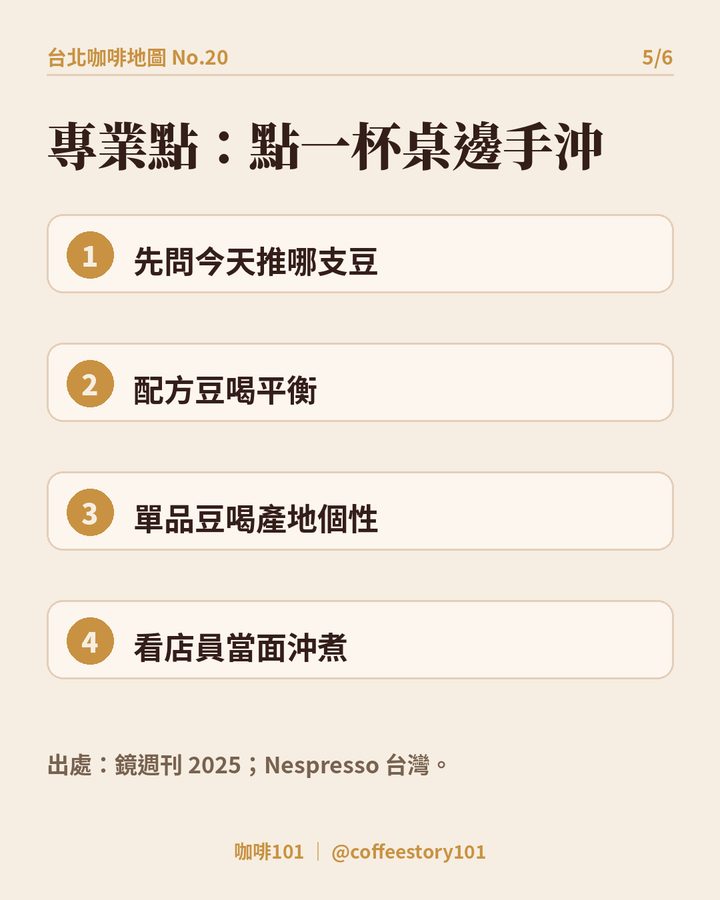 台北咖啡地圖 No.20
5/6
專業點：點一杯桌邊手沖
1 先問今天推哪支豆
2 配方豆喝平衡
3 單品豆喝產地個性
4 看店員當面沖煮
出處：鏡週刊 2025；Nespresso 台灣。
咖啡101｜@coffeestory101